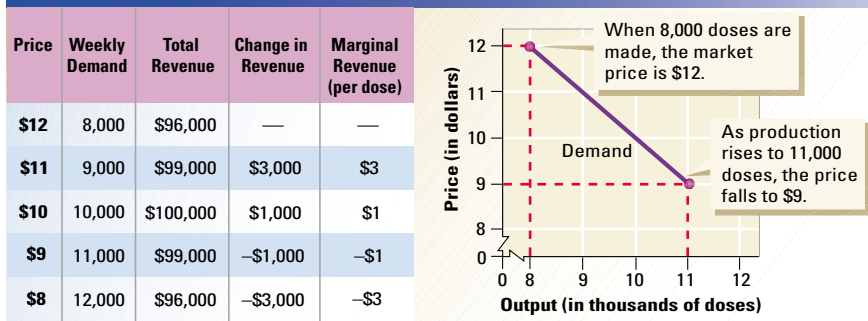 Price Weekly Demand Total Revenue Change in Revenue Marginal Revenue (per dose)
$12 8,000 $96,000 — —
$11 9,000 $99,000 $3,000 $3
$10 10,000 $100,000 $1,000 $1
$9 11,000 $99,000 –$1,000 –$1
$8 12,000 $96,000 –$3,000 –$3
Price (in dollars)
12
11
10
9
8
0
When 8,000 doses are
made, the market
price is $12.
Demand
As production
rises to 11,000
doses, the price
falls to $9.
0 8 9 10 11 12
Output (in thousands of doses)